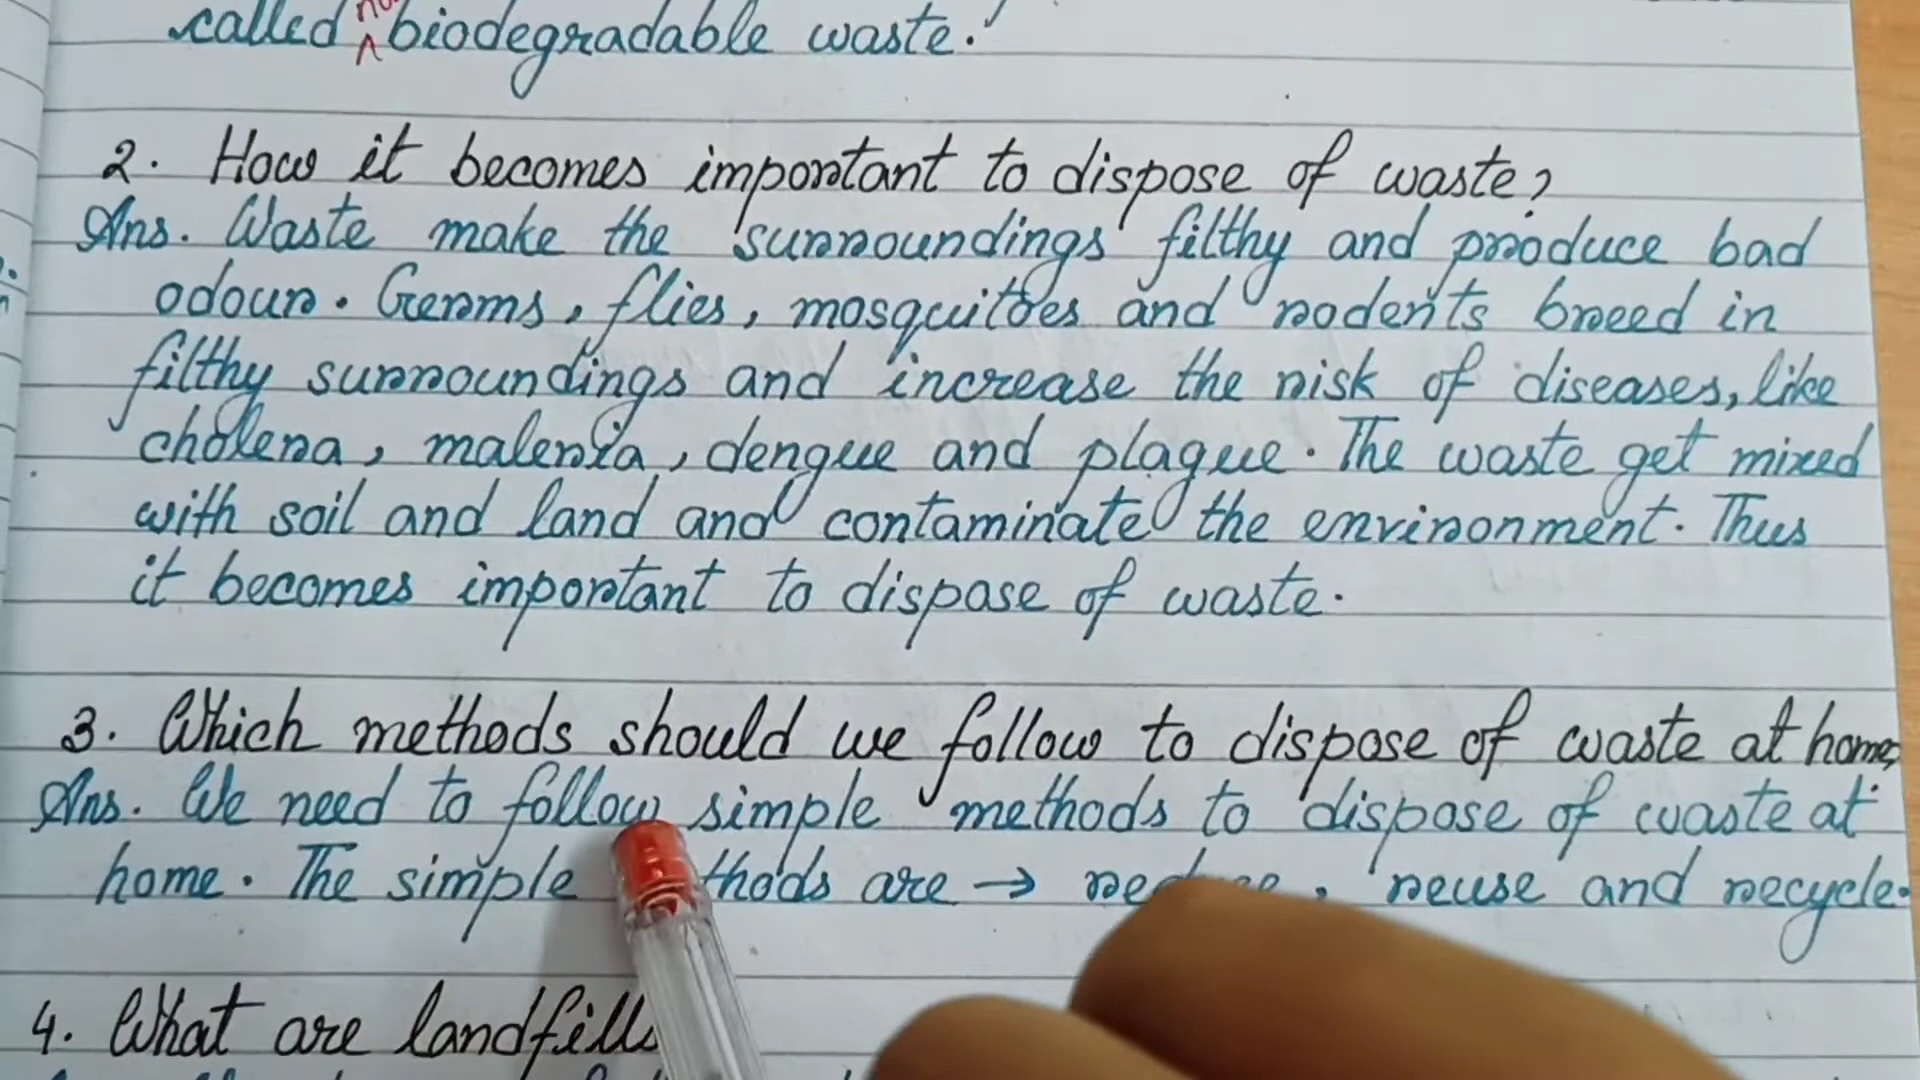 called biodegradable waste.
2. How it becomes important to dispose of waste?
Ans. Waste make the surroundings filthy and produce bad
odour. Germs, flies, mosquitoes and rodents breed in
filthy surroundings and increase the risk of diseases, like
cholera, maleria, dengue and plague. The waste get mixed
with soil and land and contaminate the environment. Thus
it becomes important to dispose of waste.
3. Which methods should we follow to dispose of waste at home?
Ans. We need to follow simple methods to dispose of waste at
home. The simple are → reuse and recycle.
4. What are landfills